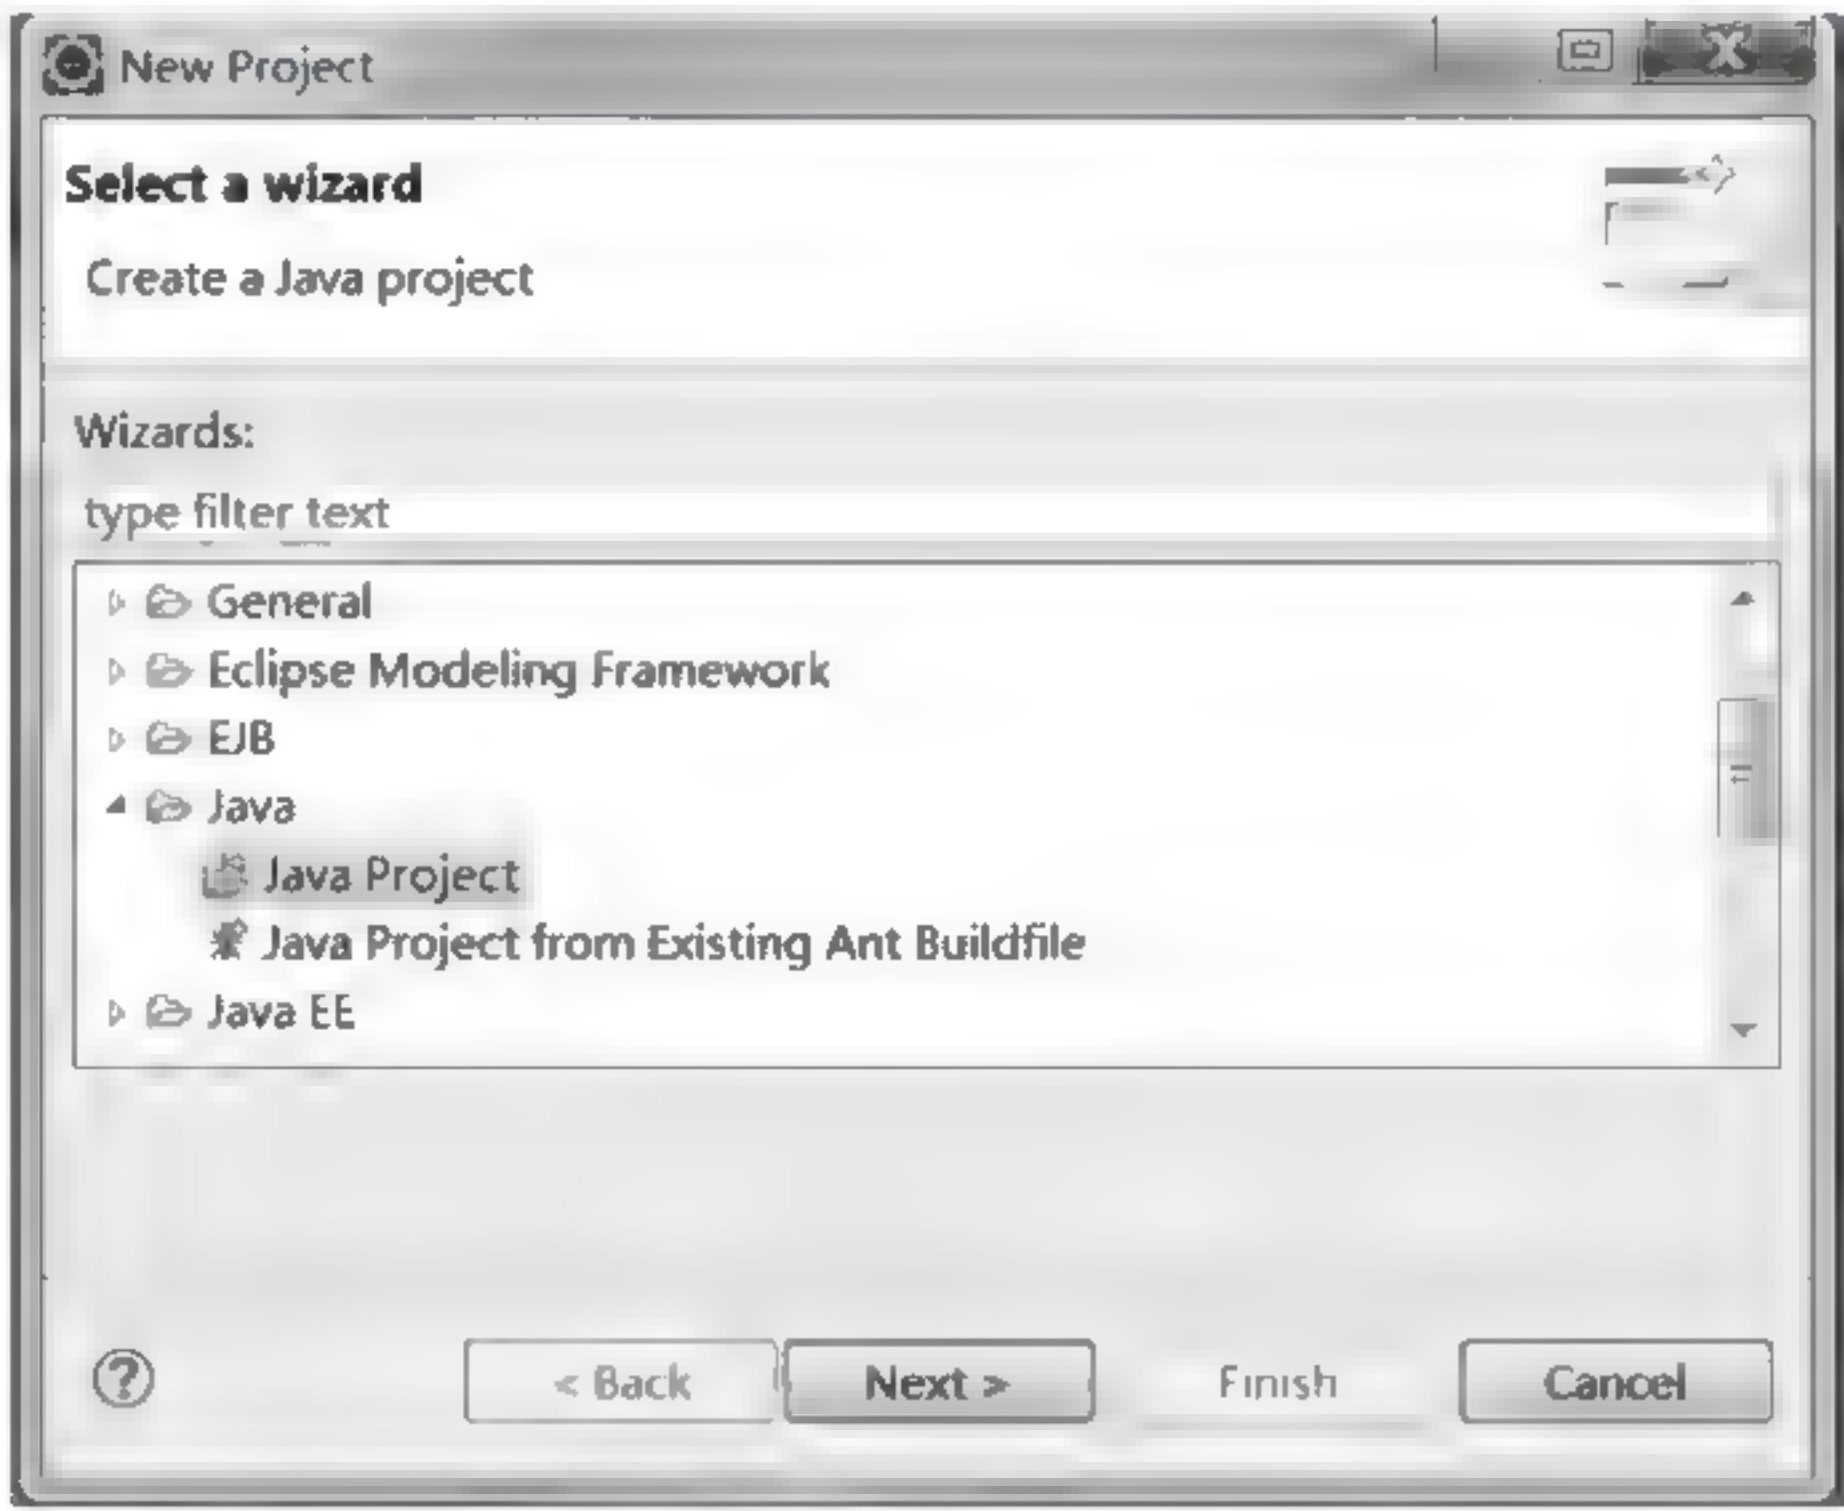 New Project
Select a wizard
Create a Java project
Wizards:
type filter text
General
Eclipse Modeling Framework
EJB
Java
Java Project
Java Project from Existing Ant Buildfile
Java EE
< Back Next > Finish Cancel